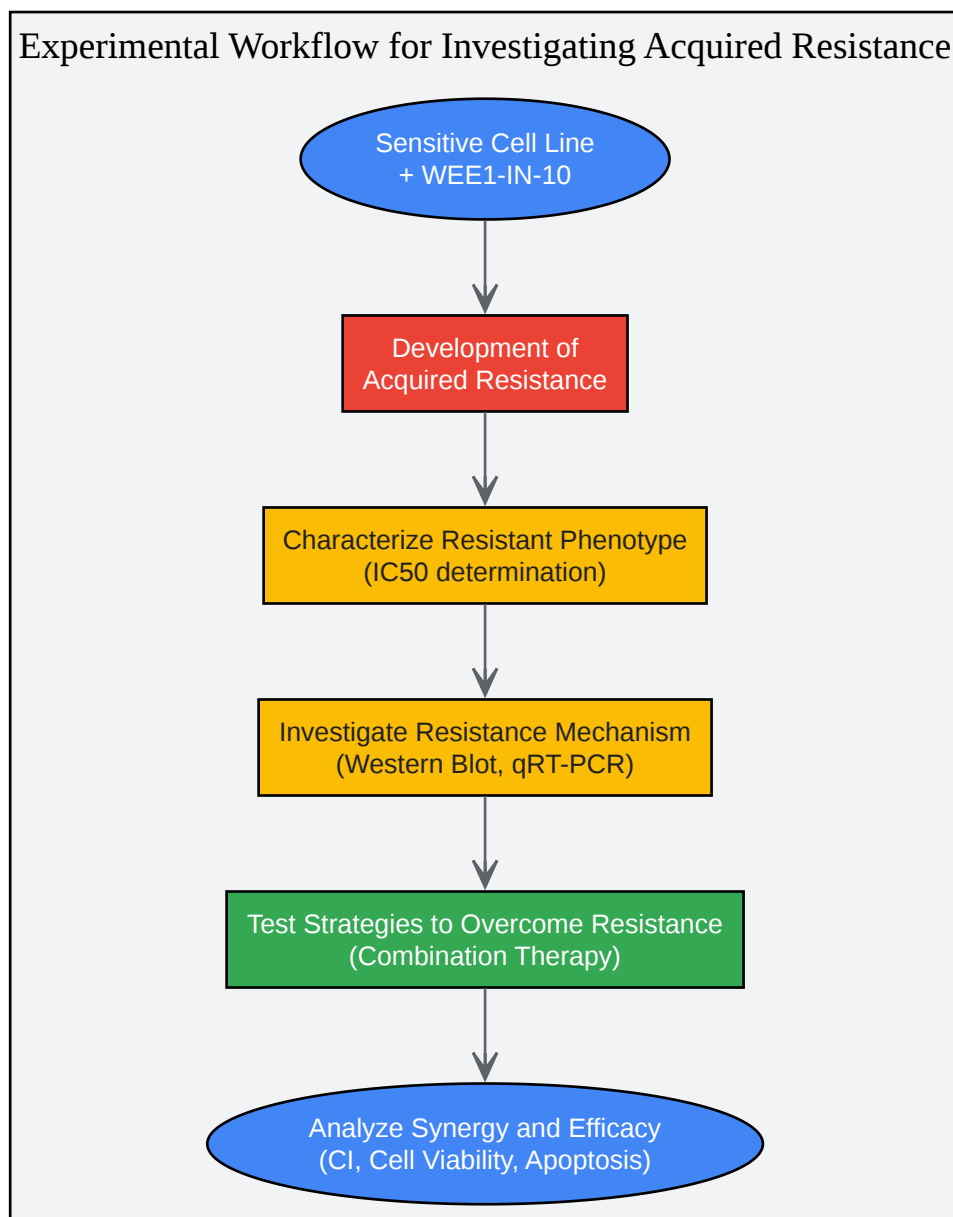 Experimental Workflow for Investigating Acquired Resistance
Sensitive Cell Line
+ WEE1-IN-10
Development of
Acquired Resistance
Characterize Resistant Phenotype
(IC50 determination)
Investigate Resistance Mechanism
(Western Blot, qRT-PCR)
Test Strategies to Overcome Resistance
(Combination Therapy)
Analyze Synergy and Efficacy
(CI, Cell Viability, Apoptosis)